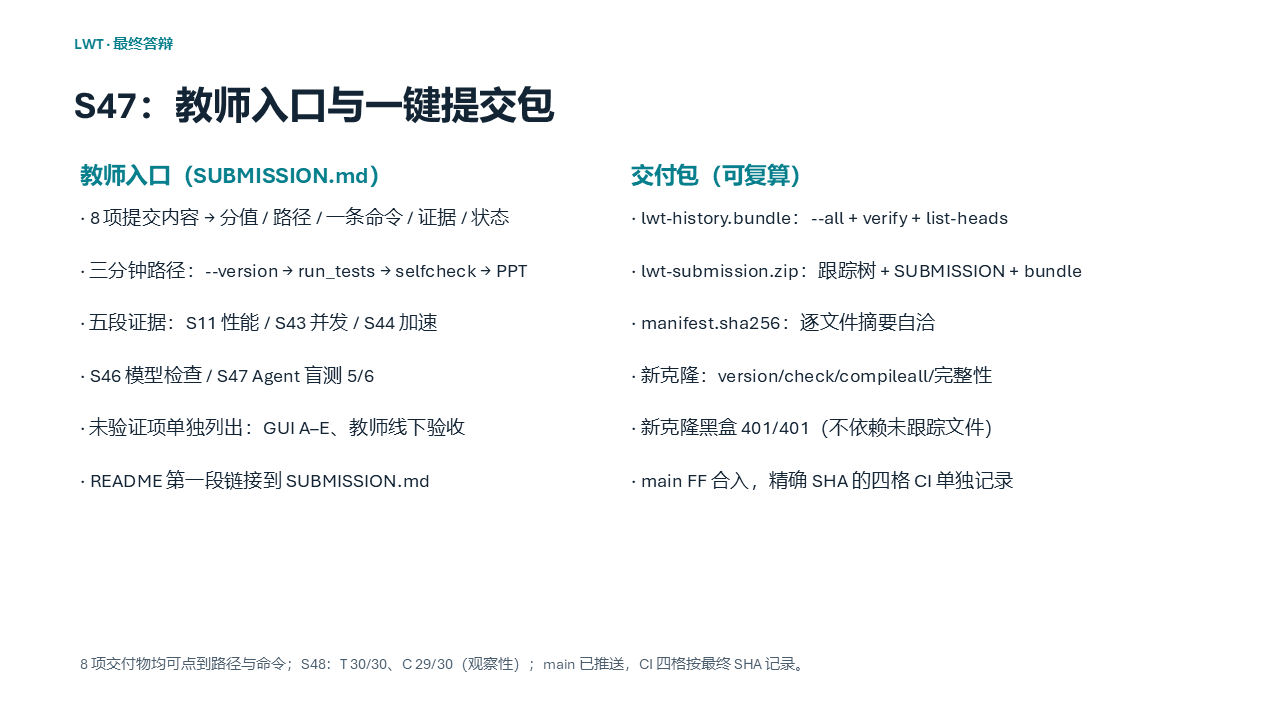 LWT · 最终答辩
S47：教师入口与一键提交包
教师入口（SUBMISSION.md）
· 8 项提交内容 → 分值 / 路径 / 一条命令 / 证据 / 状态
· 三分钟路径：--version → run_tests → selfcheck → PPT
· 五段证据：S11 性能 / S43 并发 / S44 加速
· S46 模型检查 / S47 Agent 盲测 5/6
· 未验证项单独列出：GUI A–E、教师线下验收
· README 第一段链接到 SUBMISSION.md
交付包（可复算）
· lwt-history.bundle：--all + verify + list-heads
· lwt-submission.zip：跟踪树 + SUBMISSION + bundle
· manifest.sha256：逐文件摘要自洽
· 新克隆：version/check/compileall/完整性
· 新克隆黑盒 401/401（不依赖未跟踪文件）
· main FF 合入，精确 SHA 的四格 CI 单独记录
8 项交付物均可点到路径与命令；S48：T 30/30、C 29/30（观察性）；main 已推送，CI 四格按最终 SHA 记录。